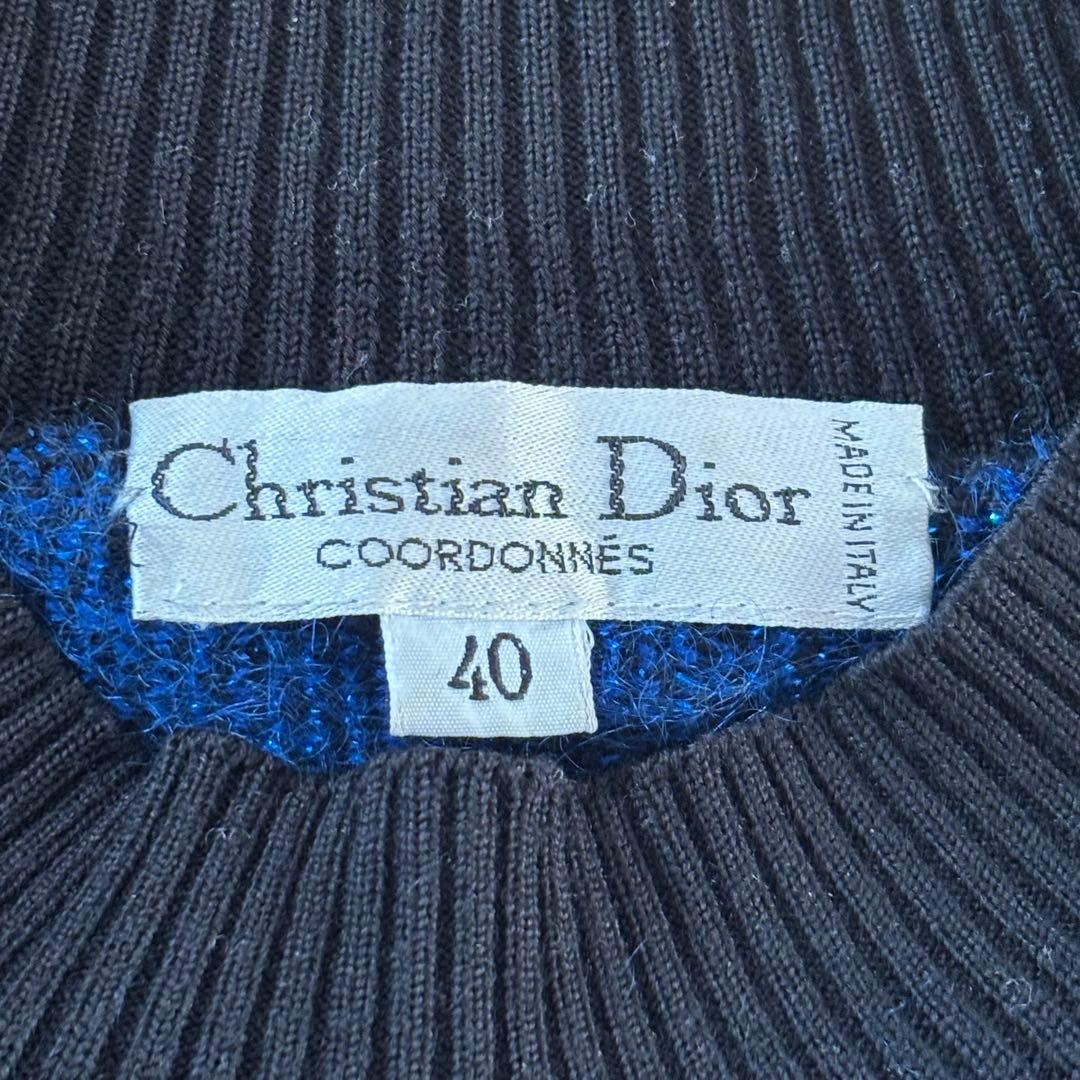 Christian Dior
COORDONNÉS
MADE IN ITALY
40